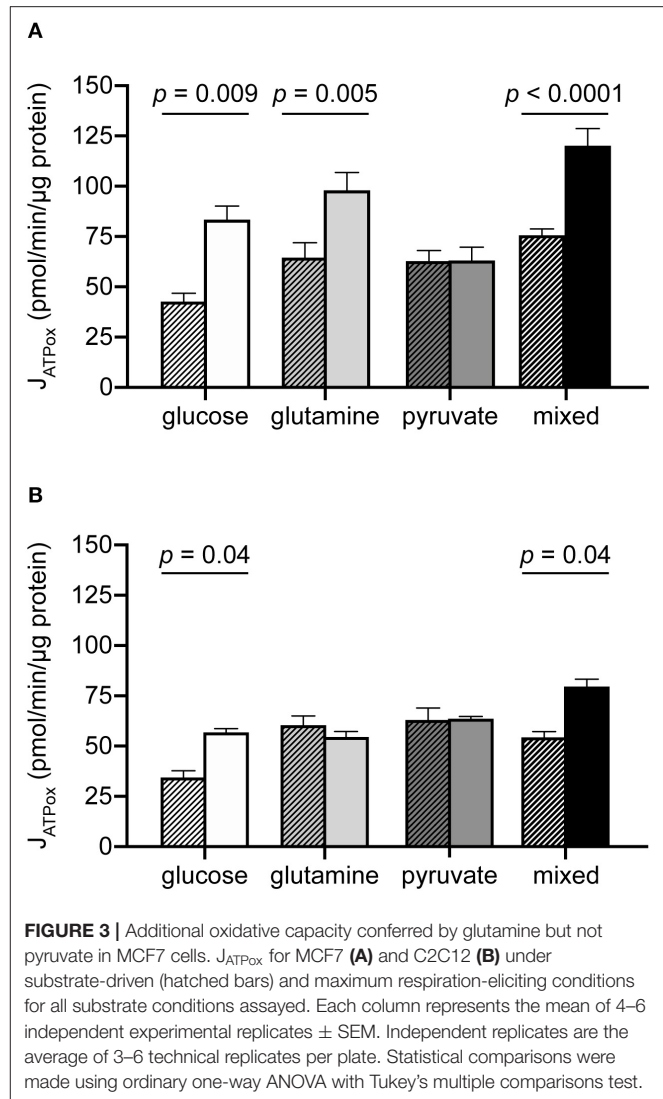 A
p = 0.009 p = 0.005 p < 0.0001
150
125
100
75
50
25
0
J_ATPox (pmol/min/µg protein)
glucose glutamine pyruvate mixed
B
p = 0.04 p = 0.04
150
125
100
75
50
25
0
J_ATPox (pmol/min/µg protein)
glucose glutamine pyruvate mixed
FIGURE 3 | Additional oxidative capacity conferred by glutamine but not
pyruvate in MCF7 cells. J_ATPox for MCF7 (A) and C2C12 (B) under
substrate-driven (hatched bars) and maximum respiration-eliciting conditions
for all substrate conditions assayed. Each column represents the mean of 4–6
independent experimental replicates ± SEM. Independent replicates are the
average of 3–6 technical replicates per plate. Statistical comparisons were
made using ordinary one-way ANOVA with Tukey's multiple comparisons test.